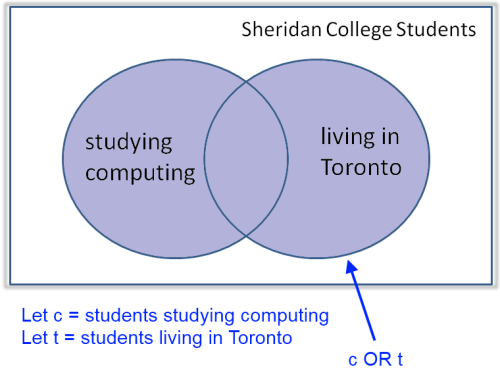 Sheridan College Students
studying
computing
living in
Toronto
Let c = students studying computing
Let t = students living in Toronto
c OR t